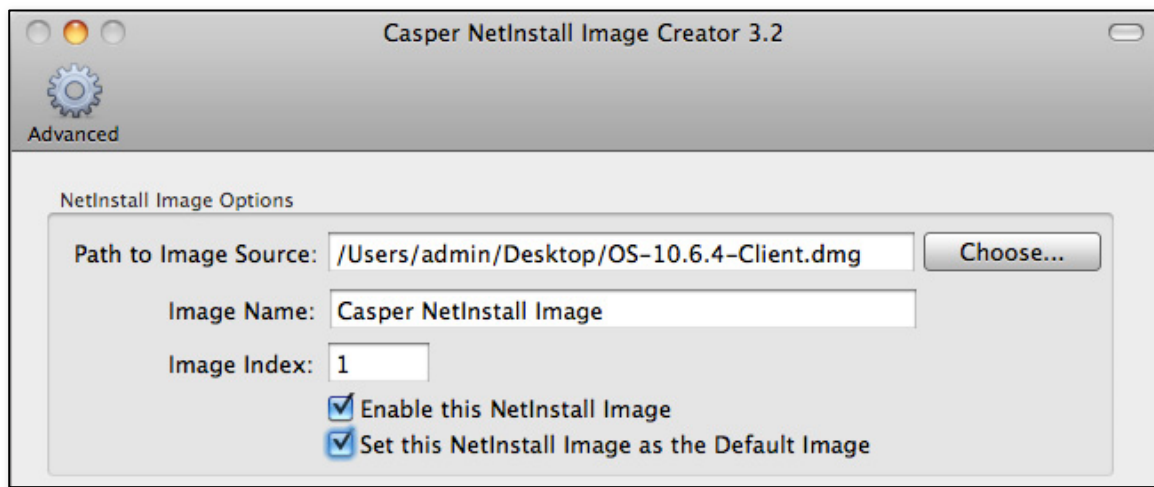 Casper NetInstall Image Creator 3.2
Advanced
NetInstall Image Options
Path to Image Source: /Users/admin/Desktop/OS-10.6.4-Client.dmg Choose...
Image Name: Casper NetInstall Image
Image Index: 1
Enable this NetInstall Image
Set this NetInstall Image as the Default Image